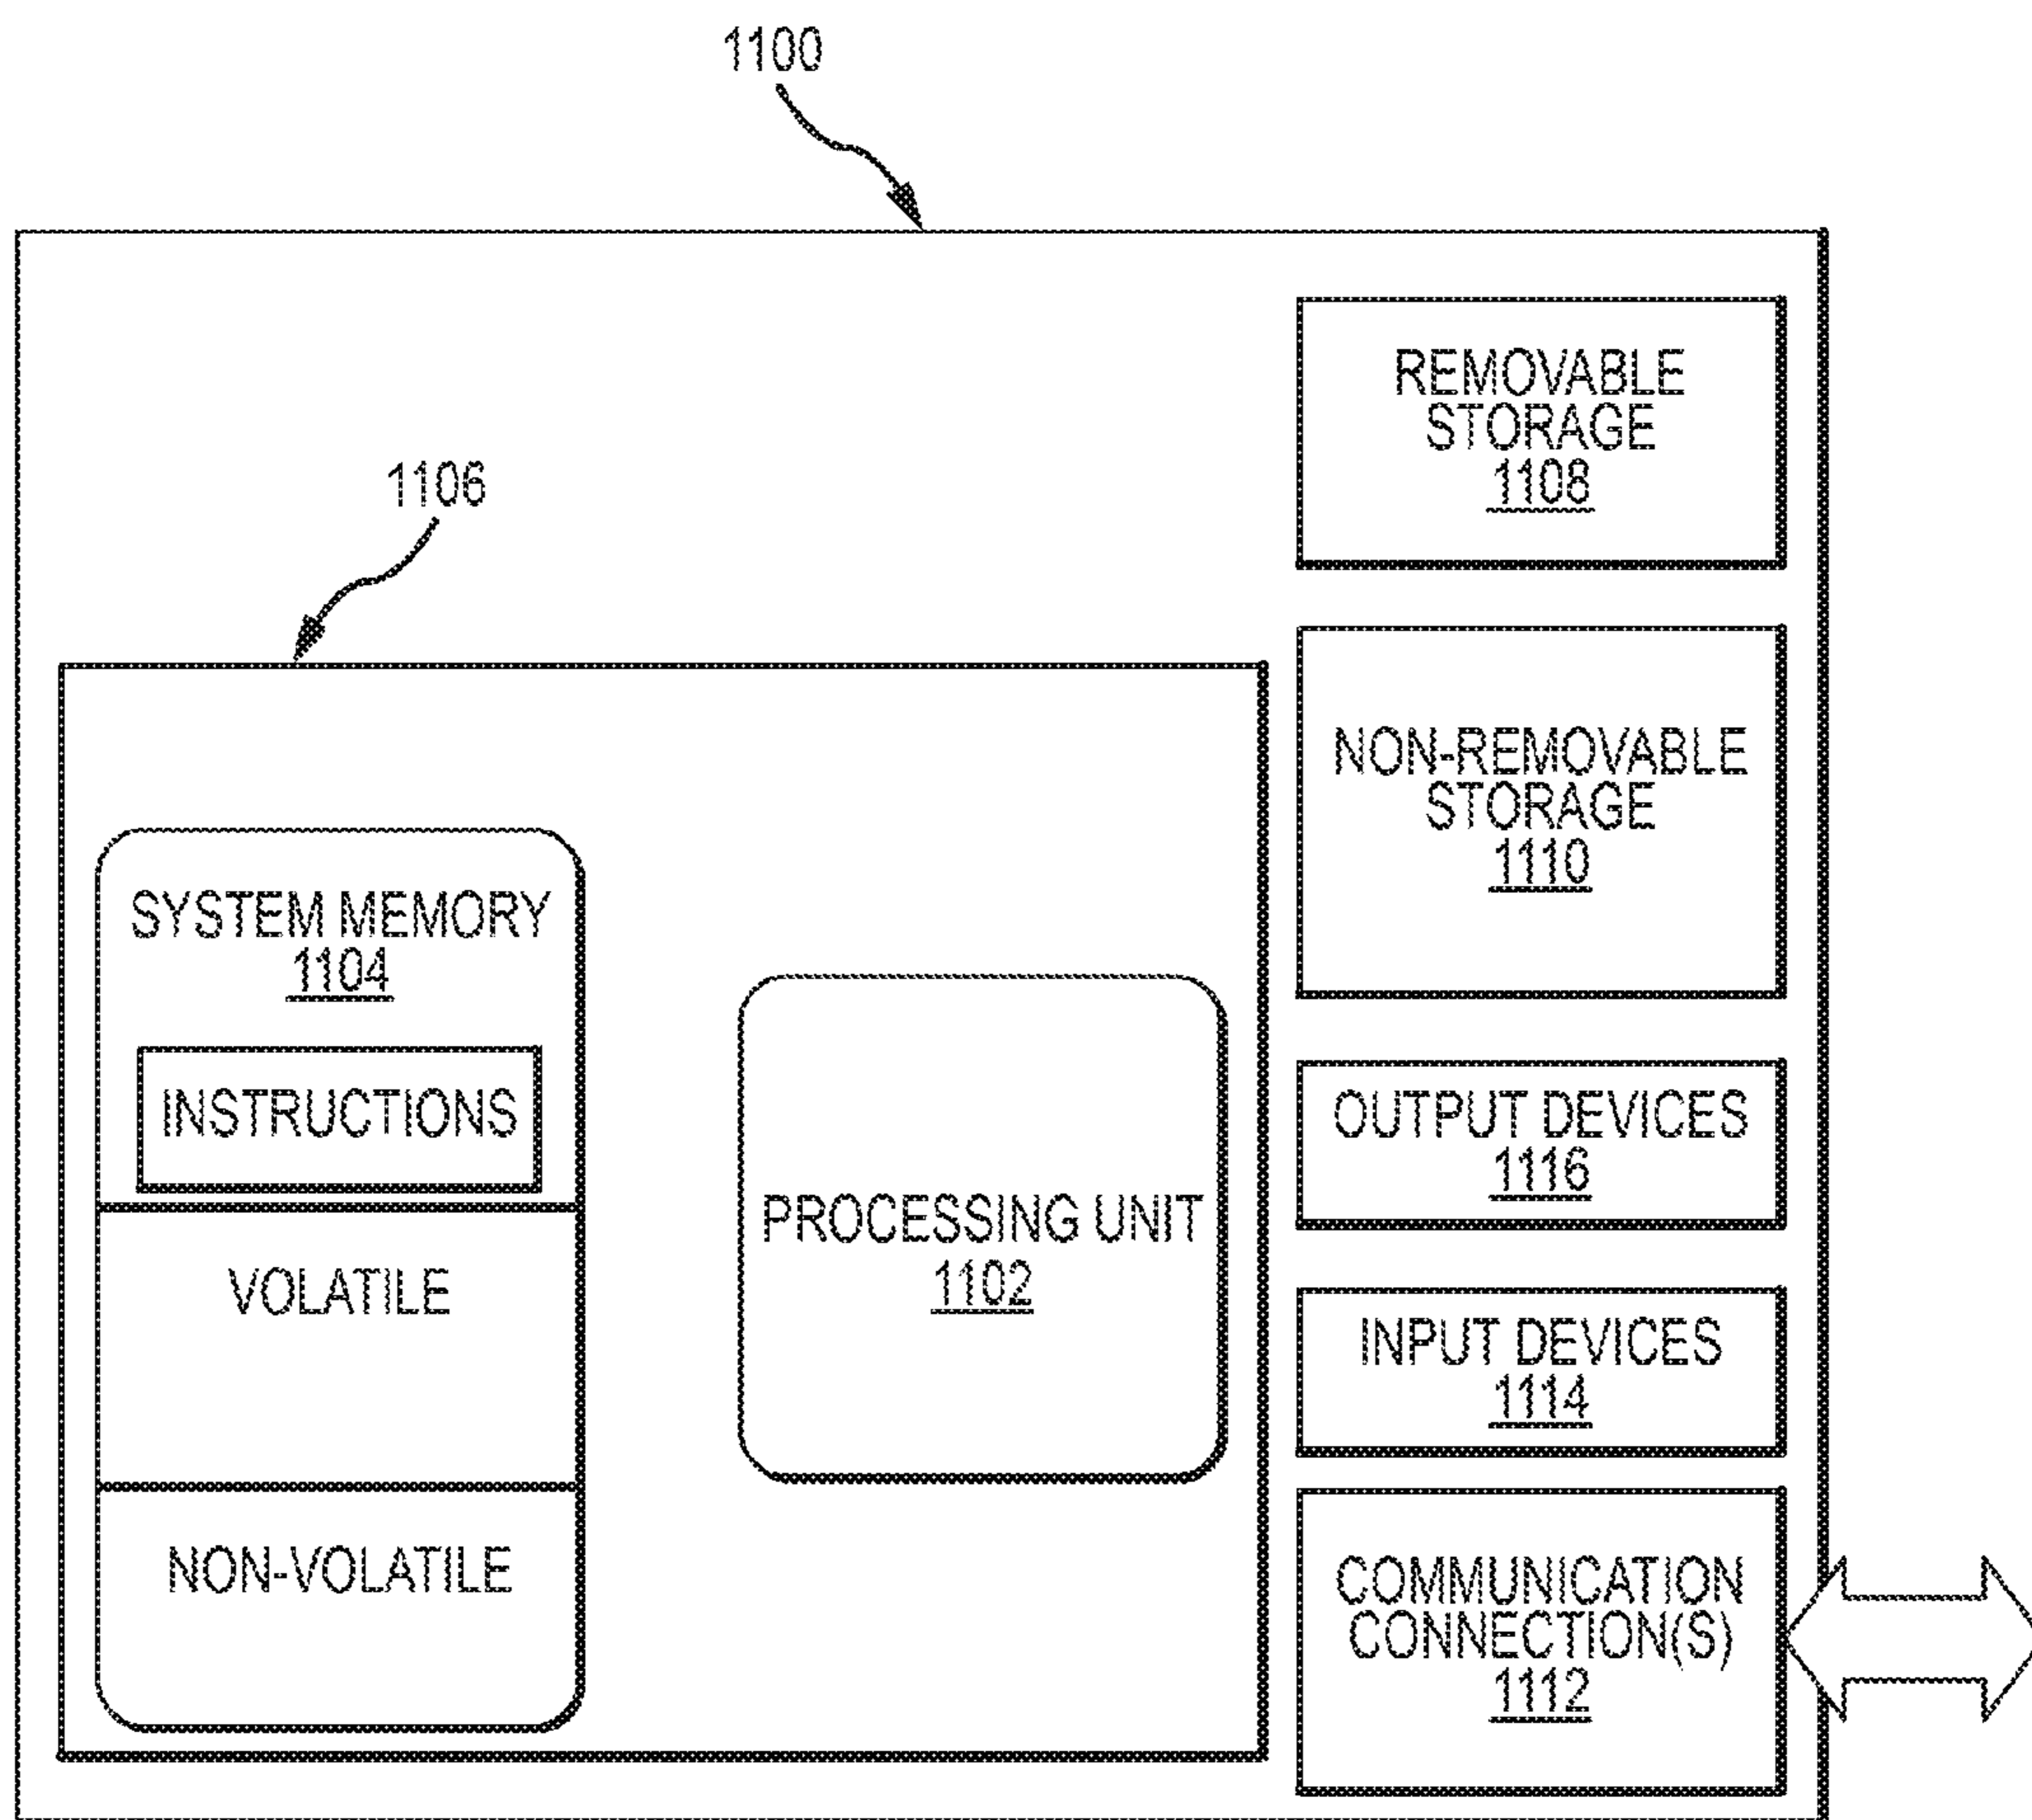 1100
1106
REMOVABLE
STORAGE
1108
NON-REMOVABLE
STORAGE
1110
SYSTEM MEMORY
1104
INSTRUCTIONS
VOLATILE
NON-VOLATILE
PROCESSING UNIT
1102
OUTPUT DEVICES
1116
INPUT DEVICES
1114
COMMUNICATION
CONNECTION(S)
1112